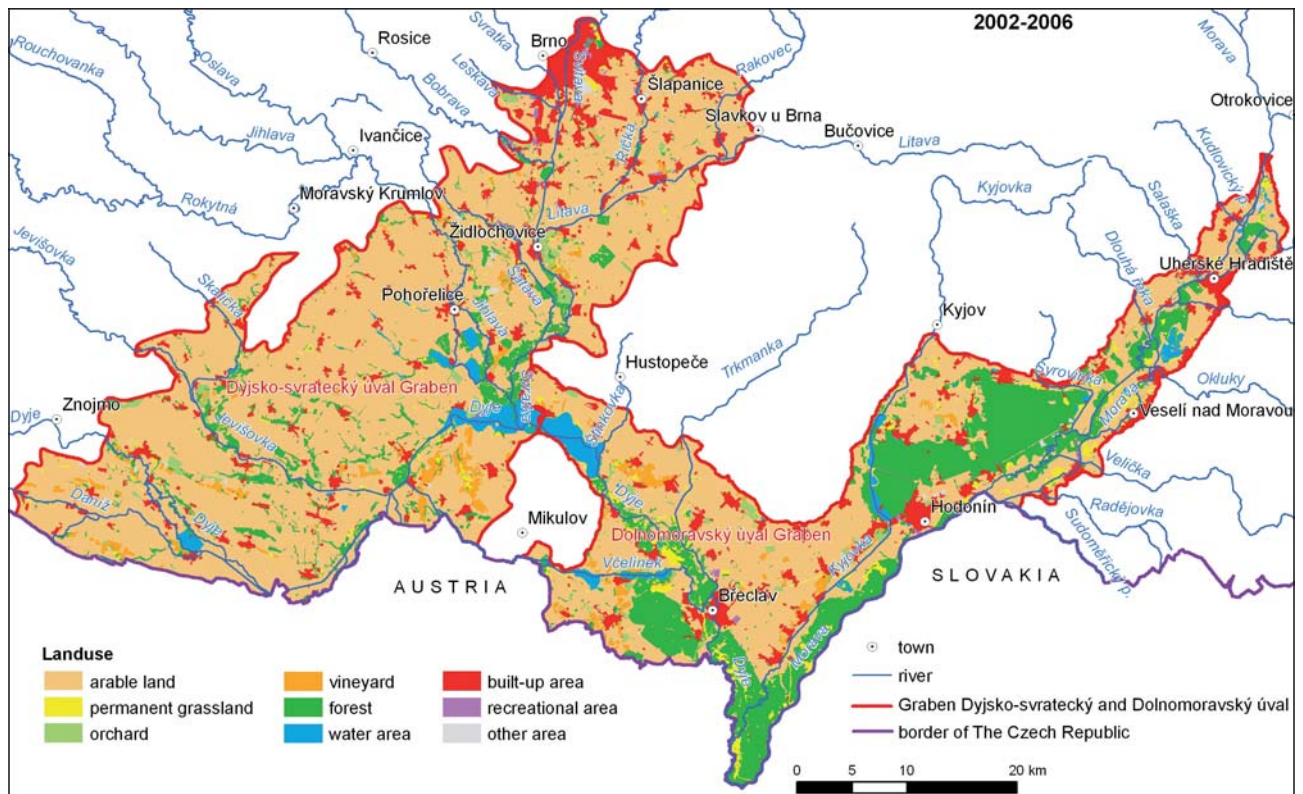 2002-2006
Rouchovanka
Oslava
Rosice
Svratka
Brno
Svitava
Leskava
Bobrava
Šlapanice
Rakovec
Morava
Otrokovice
Jihlava
Ivančice
Říčka
Slavkov u Brna
Bučovice
Litava
Kudlovický p.
Rokytná
Moravský Krumlov
Litava
Kyjovka
Salaška
Jevišovka
Židlochovice
Dlouhá řeka
Uherské Hradiště
Skalička
Šatava
Pohořelice
Jihlava
Kyjov
Hustopeče
Trkmanka
Syrovinka
Okluky
Dyjsko-svratecký úval Graben
Svratka
Štinkovka
Morava
Veselí nad Moravou
Znojmo
Dyje
Dyje
Jevišovka
Velička
Daníž
Dyje
Dyje
Hodonín
Radějovka
Mikulov
Dolnomoravský úval Graben
Sudoměřický p.
Včelínek
Kyjovka
AUSTRIA
SLOVAKIA
Břeclav
Morava
Dyje
Landuse
arable land
permanent grassland
orchard
vineyard
forest
water area
built-up area
recreational area
other area
town
river
Graben Dyjsko-svratecký and Dolnomoravský úval
border of The Czech Republic
0 5 10 20 km